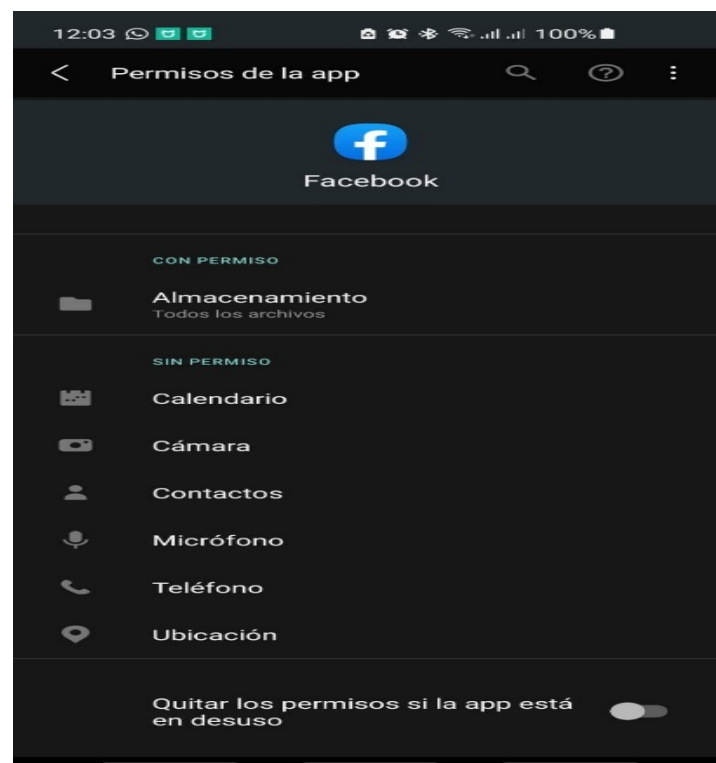 12:03 100%
Permisos de la app
Facebook
CON PERMISO
Almacenamiento
Todos los archivos
SIN PERMISO
Calendario
Cámara
Contactos
Micrófono
Teléfono
Ubicación
Quitar los permisos si la app está
en desuso